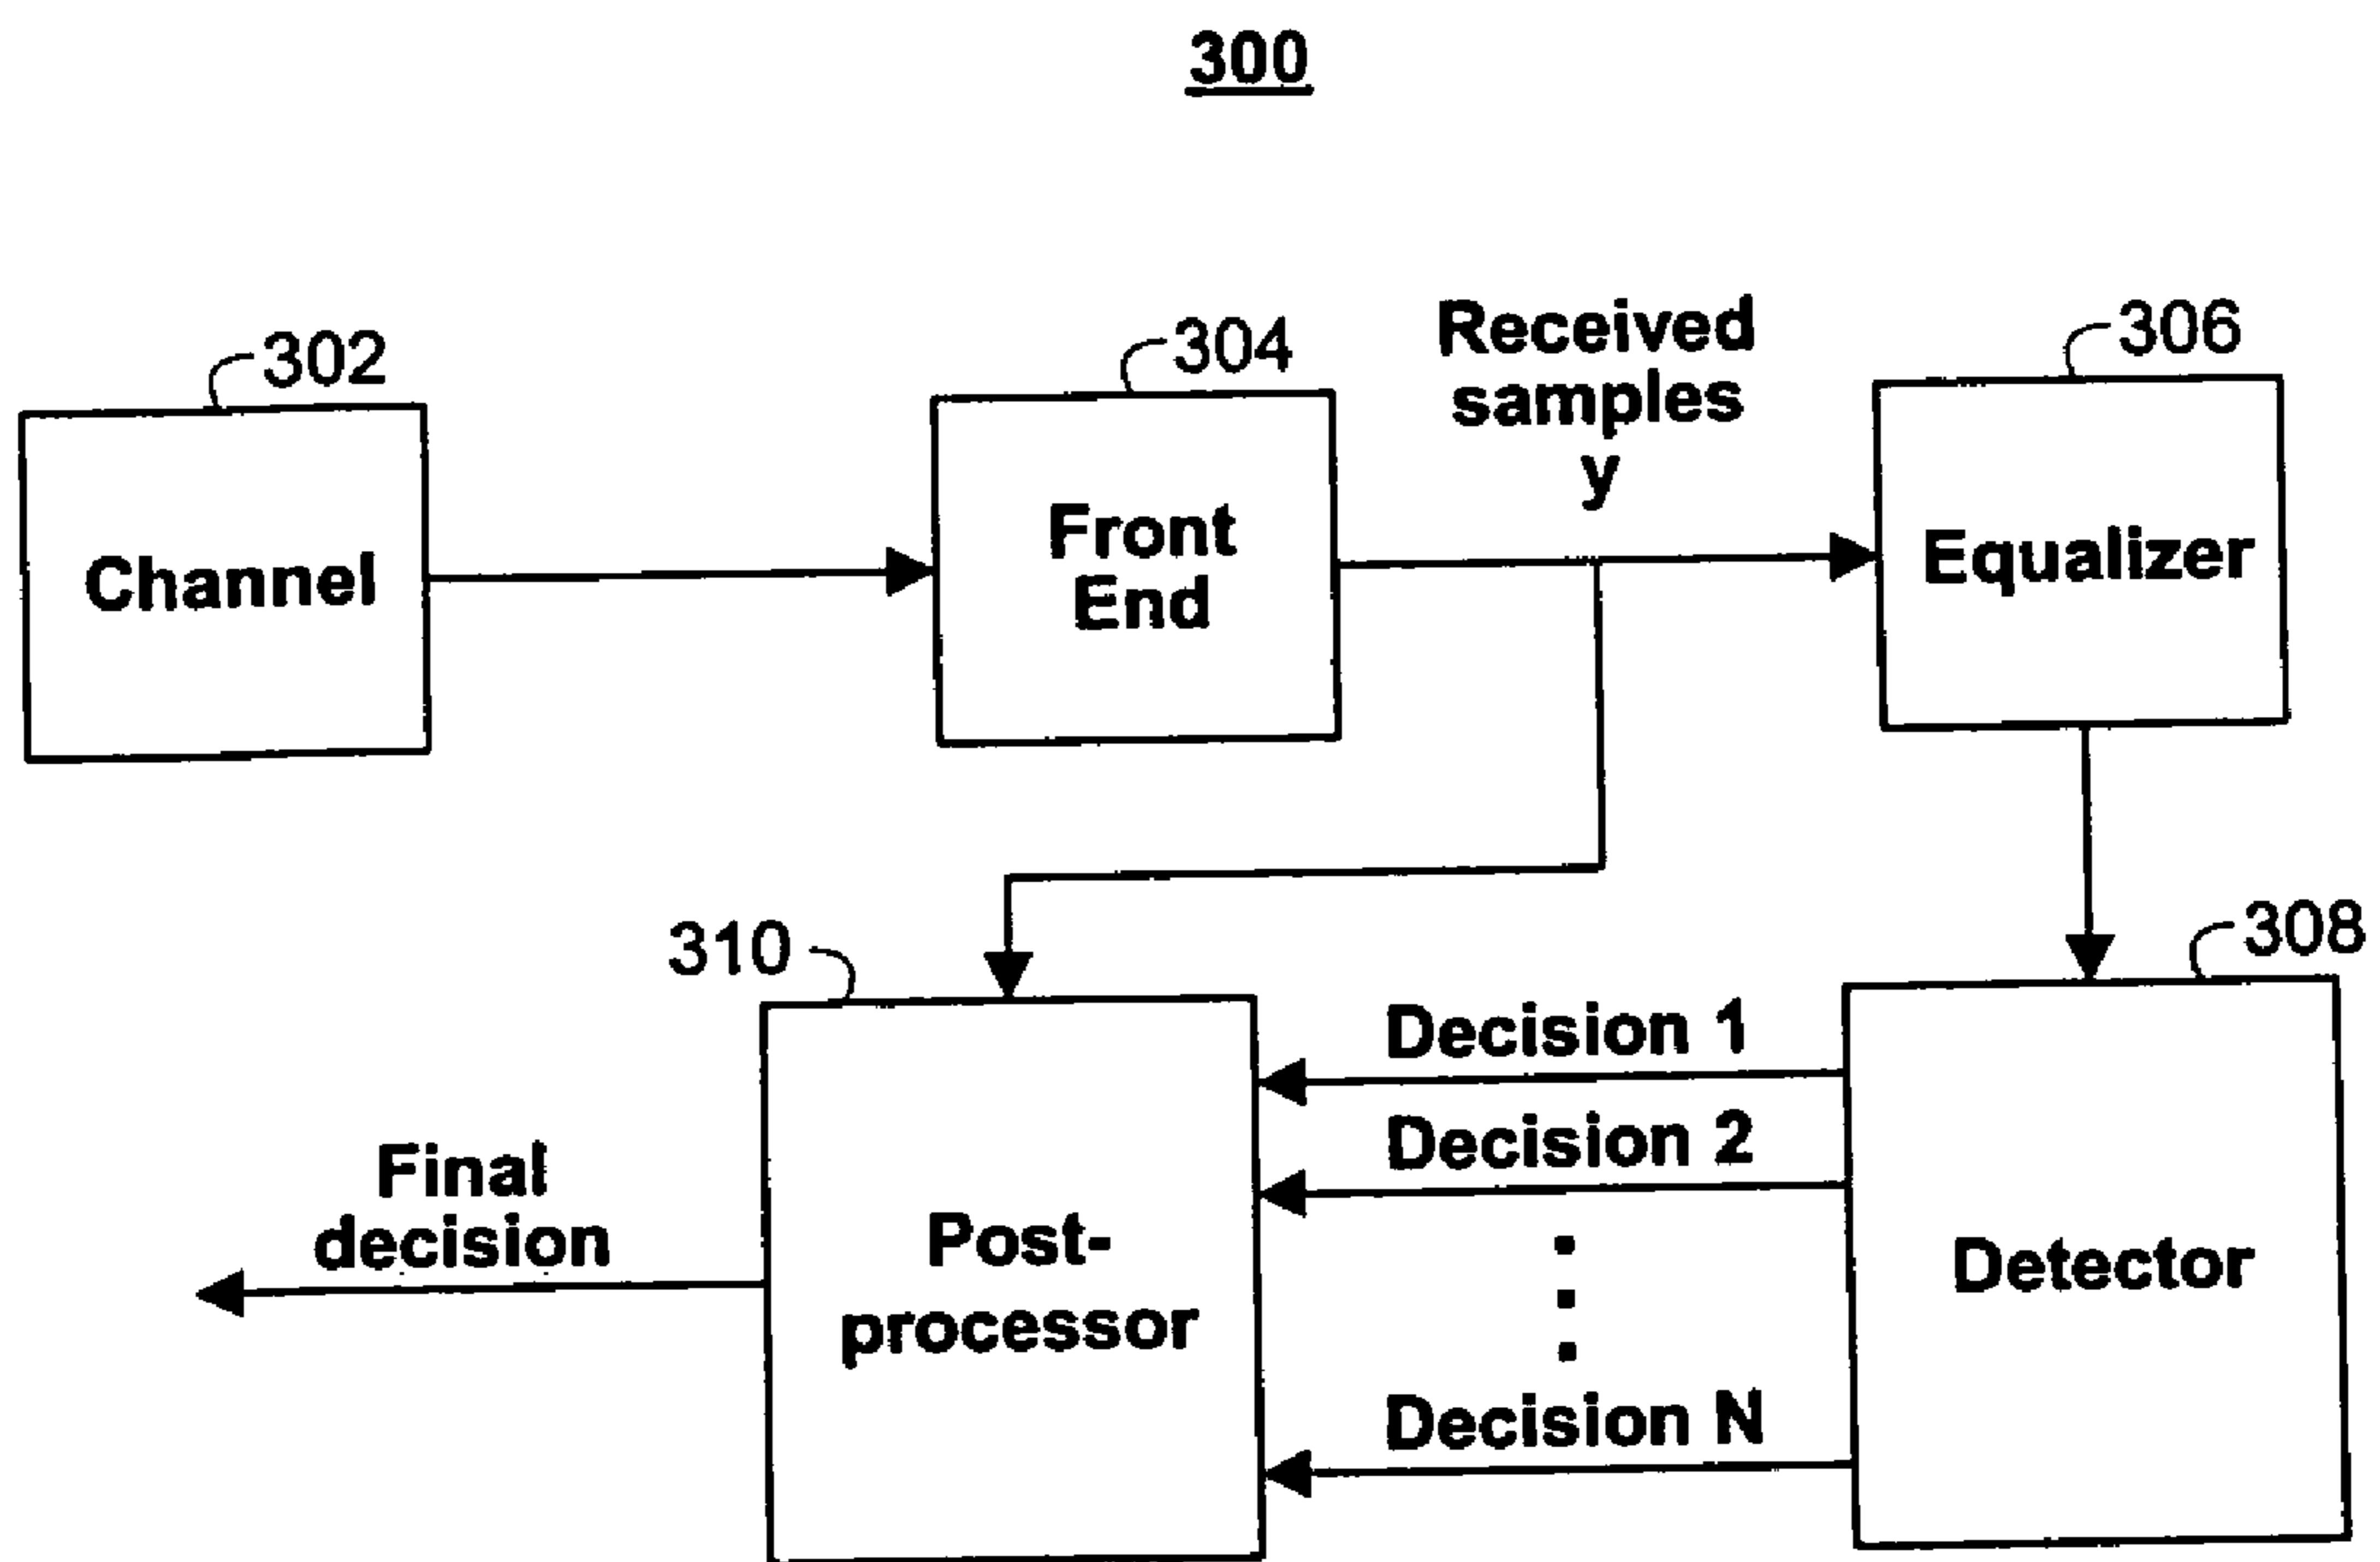 300
302
Channel
304
Front
End
Received
samples
y
306
Equalizer
308
Detector
Decision 1
Decision 2
Decision N
310
Post-
processor
Final
decision